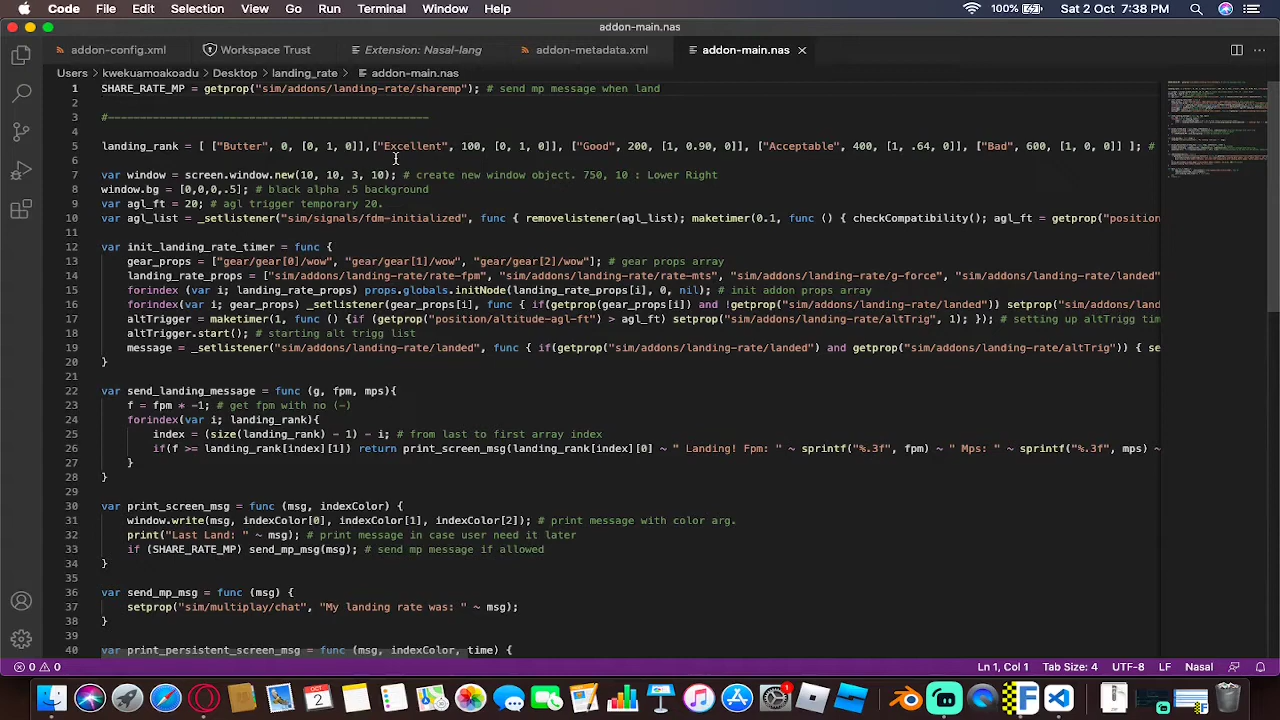 Code File Edit Selection View Go Run Terminal Window Help 100% Sat 2 Oct 7:38 PM
addon-main.nas
addon-config.xml Workspace Trust Extension: Nasal-lang addon-metadata.xml addon-main.nas
Users > kwekuamoakoadu > Desktop > landing_rate > addon-main.nas
1 SHARE_RATE_MP = getprop("sim/addons/landing-rate/sharemp"); # send mp message when land
2
3 #--------------------------------------------------
4
5 landing_rank = [ ["Butter", 0, [0, 1, 0]],["Excellent", [0, 1, 0]], ["Good", 200, [1, 0.90, 0]], ["Acceptable", 400, [1, .64, 0]], ["Bad", 600, [1, 0, 0]] ]; #
6
7 var window = screen.window.new(10, 10, 3, 10); # create new window object. 750, 10 : Lower Right
8 window.bg = [0,0,0,.5]; # black alpha .5 background
9 var agl_ft = 20; # agl trigger temporary 20.
10 var agl_list = _setlistener("sim/signals/fdm-initialized", func { removelistener(agl_list); maketimer(0.1, func () { checkCompatibility(); agl_ft = getprop("position
11
12 var init_landing_rate_timer = func {
13 gear_props = ["gear/gear[0]/wow", "gear/gear[1]/wow", "gear/gear[2]/wow"]; # gear props array
14 landing_rate_props = ["sim/addons/landing-rate/rate-fpm", "sim/addons/landing-rate/rate-mts", "sim/addons/landing-rate/g-force", "sim/addons/landing-rate/landed"
15 forindex (var i; landing_rate_props) props.globals.initNode(landing_rate_props[i], 0, nil); # init addon props array
16 forindex(var i; gear_props) _setlistener(gear_props[i], func { if(getprop(gear_props[i]) and !getprop("sim/addons/landing-rate/landed")) setprop("sim/addons/landing-rate/land
17 altTrigger = maketimer(1, func () {if (getprop("position/altitude-agl-ft") > agl_ft) setprop("sim/addons/landing-rate/altTrig", 1); }); # setting up altTrigg tim
18 altTrigger.start(); # starting alt trigg list
19 message = _setlistener("sim/addons/landing-rate/landed", func { if(getprop("sim/addons/landing-rate/landed") and getprop("sim/addons/landing-rate/altTrig")) { se
20 }
21
22 var send_landing_message = func (g, fpm, mps){
23 f = fpm * -1; # get fpm with no (-)
24 forindex(var i; landing_rank){
25 index = (size(landing_rank) - 1) - i; # from last to first array index
26 if(f >= landing_rank[index][1]) return print_screen_msg(landing_rank[index][0] ~ " Landing! Fpm: " ~ sprintf("%.3f", fpm) ~ " Mps: " ~ sprintf("%.3f", mps) ~
27 }
28 }
29
30 var print_screen_msg = func (msg, indexColor) {
31 window.write(msg, indexColor[0], indexColor[1], indexColor[2]); # print message with color arg.
32 print("Last Land: " ~ msg); # print message in case user need it later
33 if (SHARE_RATE_MP) send_mp_msg(msg); # send mp message if allowed
34 }
35
36 var send_mp_msg = func (msg) {
37 setprop("sim/multiplay/chat", "My landing rate was: " ~ msg);
38 }
39
40 var print_persistent_screen_msg = func (msg, indexColor, time) {
0 0 Ln 1, Col 1 Tab Size: 4 UTF-8 LF Nasal